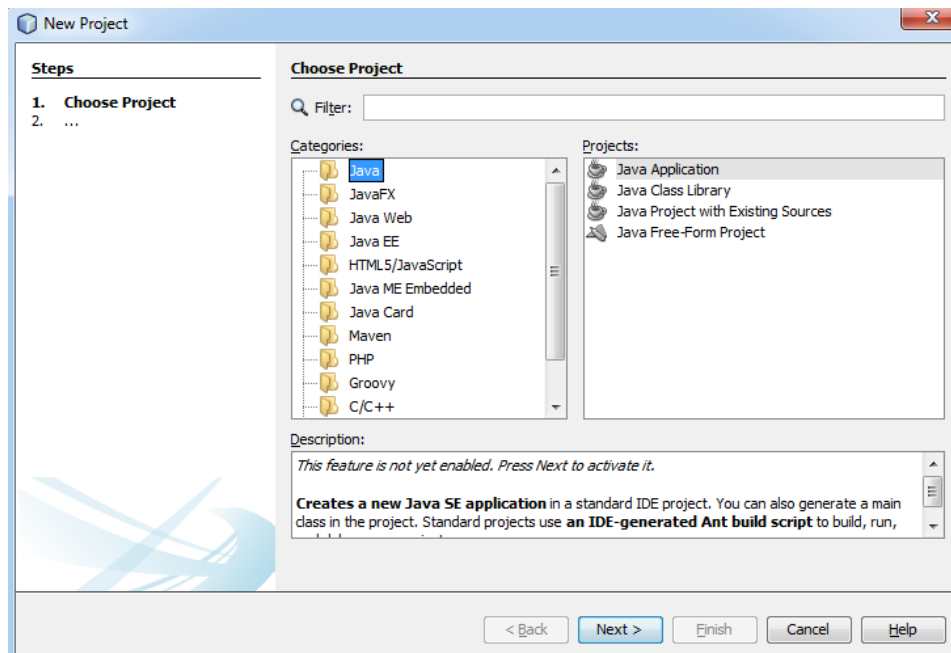 New Project
Steps
1. Choose Project
2. ...
Choose Project
Filter:
Categories:
Java
JavaFX
Java Web
Java EE
HTML5/JavaScript
Java ME Embedded
Java Card
Maven
PHP
Groovy
C/C++
Projects:
Java Application
Java Class Library
Java Project with Existing Sources
Java Free-Form Project
Description:
This feature is not yet enabled. Press Next to activate it.
Creates a new Java SE application in a standard IDE project. You can also generate a main
class in the project. Standard projects use an IDE-generated Ant build script to build, run,
< Back
Next >
Finish
Cancel
Help